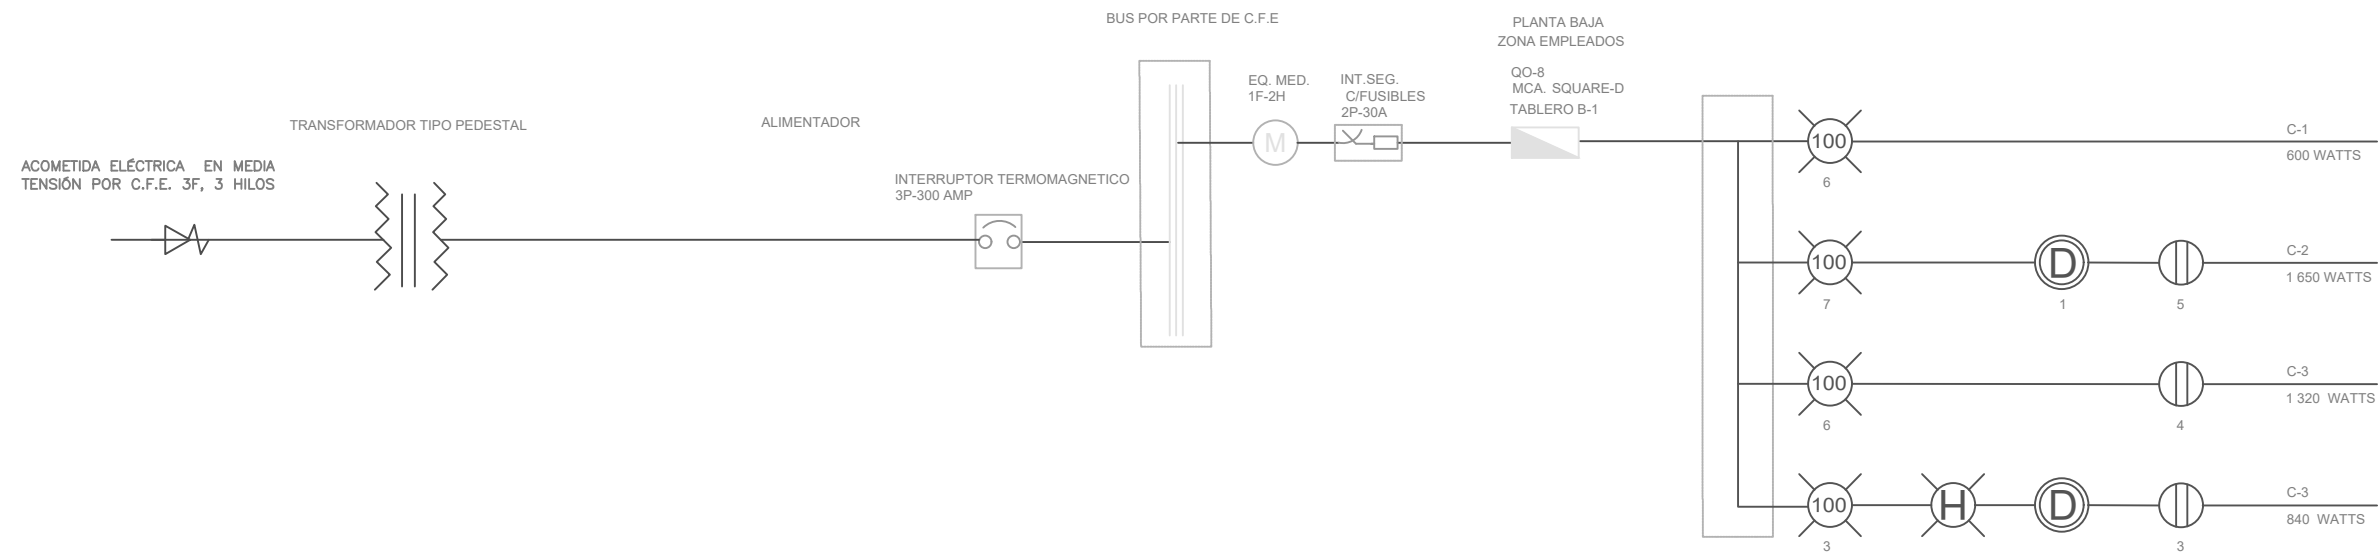 BUS POR PARTE DE C.F.E
PLANTA BAJA
ZONA EMPLEADOS
EQ. MED.
1F-2H
INT.SEG.
C/FUSIBLES
2P-30A
QO-8
MCA. SQUARE-D
TABLERO B-1
TRANSFORMADOR TIPO PEDESTAL
ALIMENTADOR
ACOMETIDA ELÉCTRICA EN MEDIA
TENSIÓN POR C.F.E. 3F, 3 HILOS
INTERRUPTOR TERMOMAGNETICO
3P-300 AMP
M
100
6
C-1
600 WATTS
100
7
D
1
5
C-2
1 650 WATTS
100
6
4
C-3
1 320 WATTS
100
3
H
D
3
C-3
840 WATTS